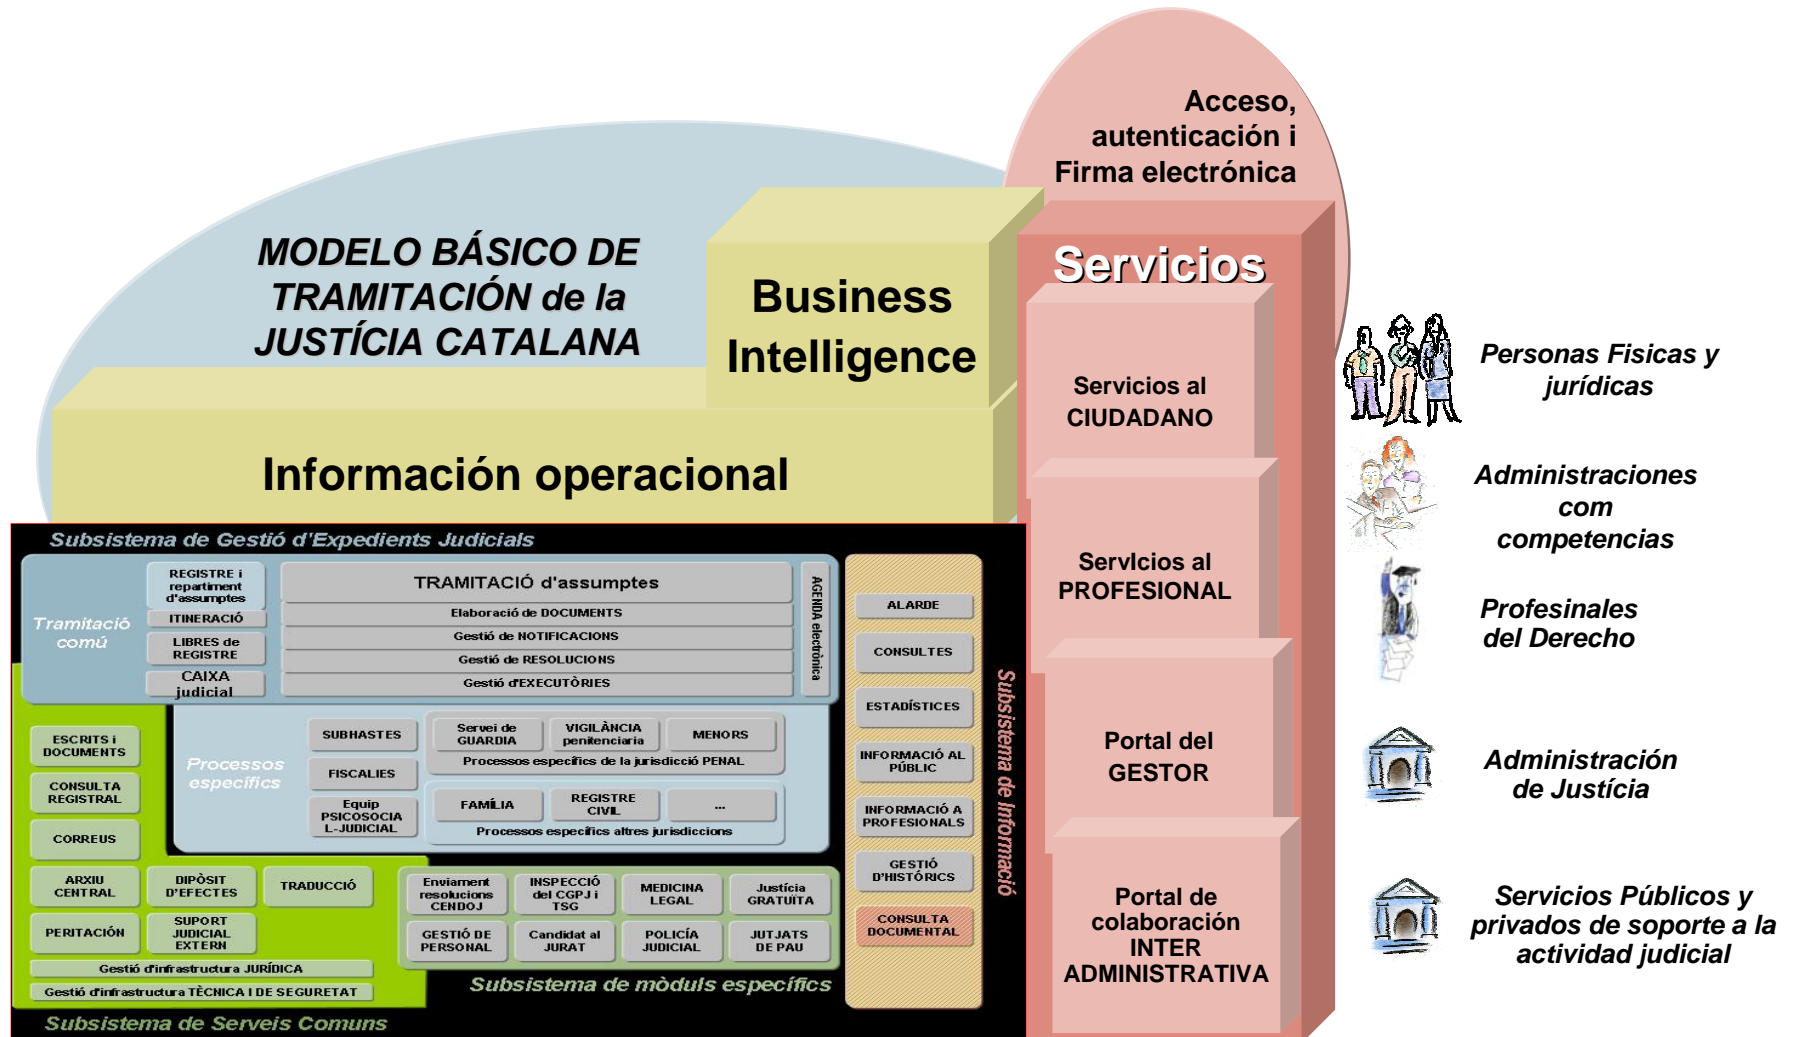 Acceso,
autenticación i
Firma electrónica
MODELO BÁSICO DE
TRAMITACIÓN de la
JUSTÍCIA CATALANA
Business
Intelligence
Información operacional
Servicios
Servicios al
CIUDADANO
ServIcios al
PROFESIONAL
Portal del
GESTOR
Portal de
colaboración
INTER
ADMINISTRATIVA
Personas Fisicas y
jurídicas
Administraciones
com
competencias
Profesinales
del Derecho
Administración
de Justícia
Servicios Públicos y
privados de soporte a la
actividad judicial
Subsistema de Gestió d'Expedients Judicials
Tramitació
comú
REGISTRE i
repartiment
d'assumptes
ITINERACIÓ
LIBRES de
REGISTRE
CAIXA
judicial
TRAMITACIÓ d'assumptes
Elaboració de DOCUMENTS
Gestió de NOTIFICACIONS
Gestió de RESOLUCIONS
Gestió d'EXECUTÒRIES
AGENDA electrònica
Processos
específics
SUBHASTES
FISCALIES
Equip
PSICOSOCIA
L-JUDICIAL
Servei de
GUARDIA
VIGILÀNCIA
penitenciaria
MENORS
Processos específics de la jurisdicció PENAL
FAMÍLIA
REGISTRE
CIVIL
...
Processos específics altres jurisdiccions
ESCRITS i
DOCUMENTS
CONSULTA
REGISTRAL
CORREUS
ARXIU
CENTRAL
DIPÒSIT
D'EFECTES
TRADUCCIÓ
PERITACIÓN
SUPORT
JUDICIAL
EXTERN
Gestió d'infrastructura JURÍDICA
Gestió d'infrastructura TÈCNICA I DE SEGURETAT
Subsistema de Serveis Comuns
Enviament
resolucions
CENDOJ
INSPECCIÓ
del CGPJ i
TSG
MEDICINA
LEGAL
Justícia
GRATUÏTA
GESTIÓ DE
PERSONAL
Candidat al
JURAT
POLICÍA
JUDICIAL
JUTJATS
DE PAU
Subsistema de mòduls específics
ALARDE
CONSULTES
ESTADÍSTICES
INFORMACIÓ AL
PÚBLIC
INFORMACIÓ A
PROFESIONALS
GESTIÓ
D'HISTÓRICS
CONSULTA
DOCUMENTAL
Subsistema de Informació